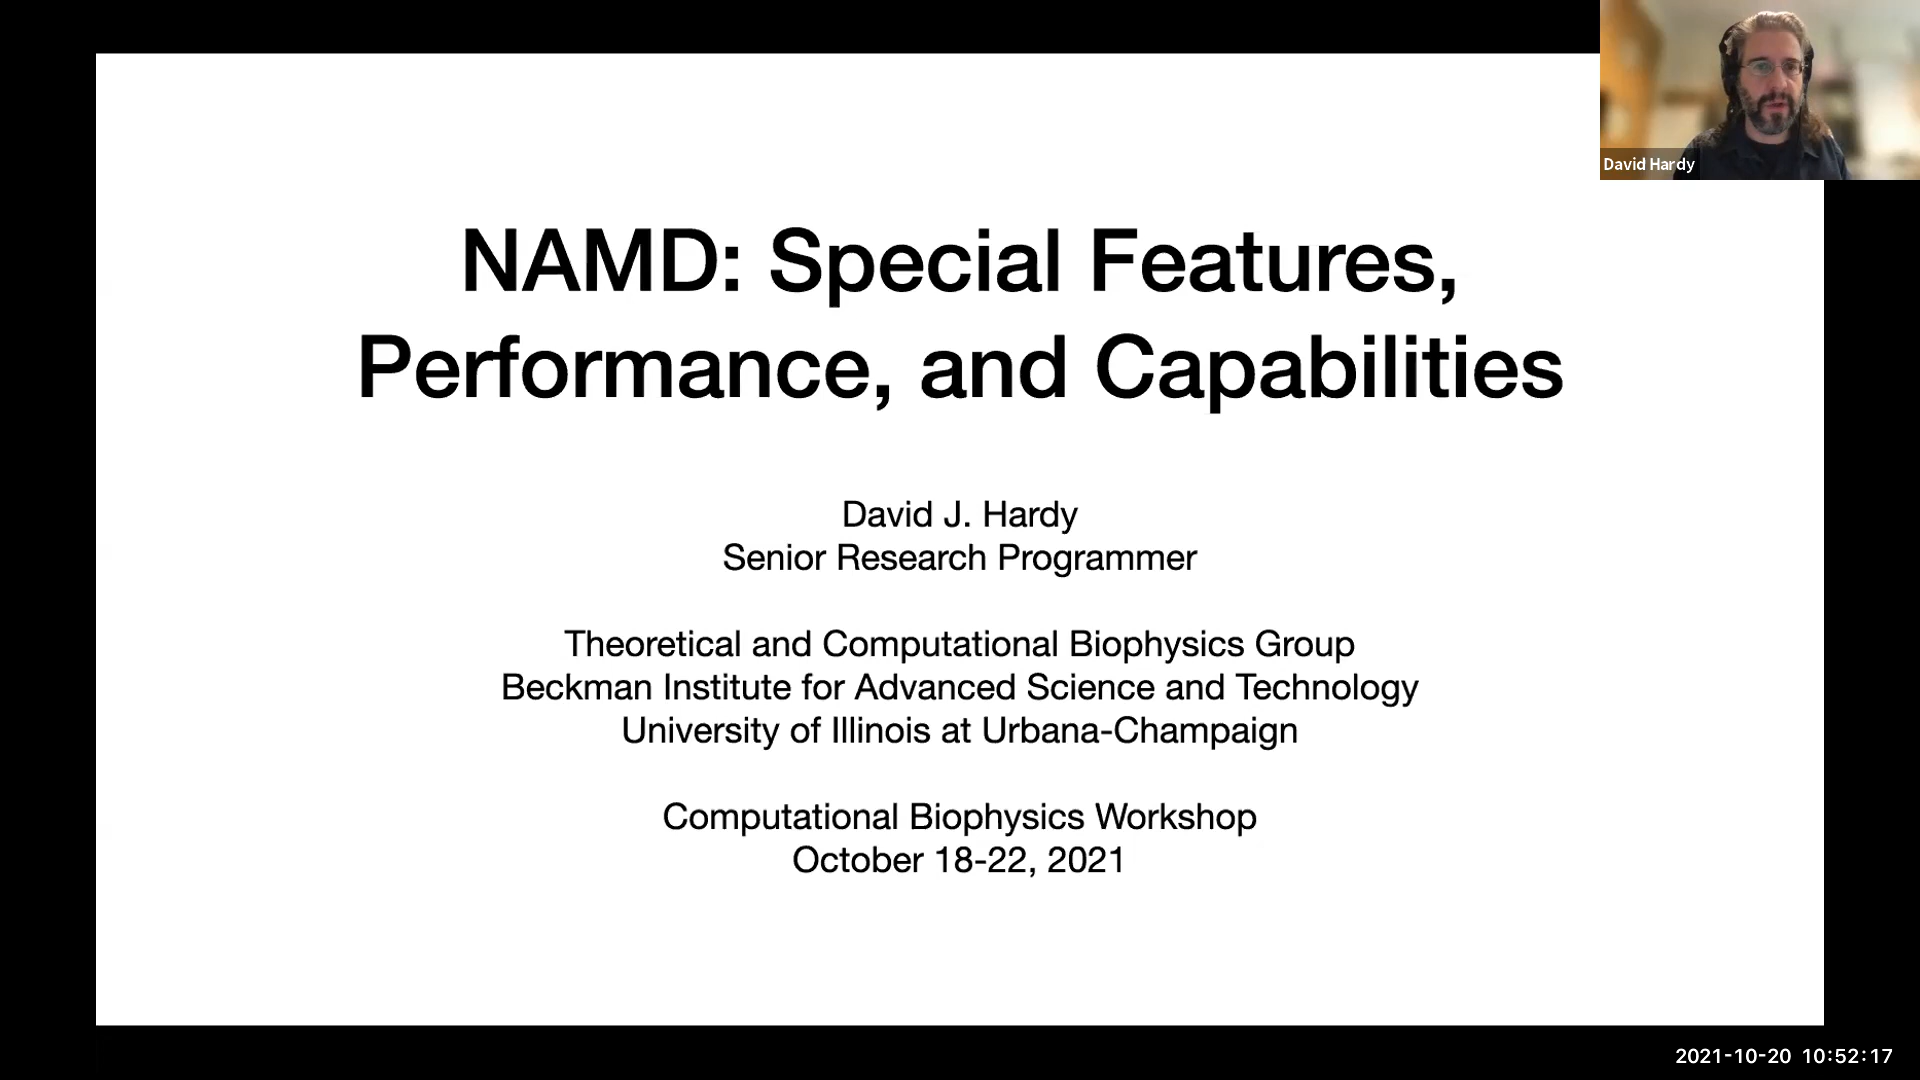 David Hardy
NAMD: Special Features,
Performance, and Capabilities
David J. Hardy
Senior Research Programmer
Theoretical and Computational Biophysics Group
Beckman Institute for Advanced Science and Technology
University of Illinois at Urbana-Champaign
Computational Biophysics Workshop
October 18-22, 2021
2021-10-20 10:52:17